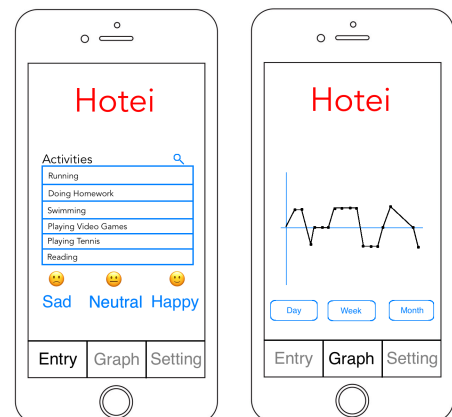 Hotei
Activities
Running
Doing Homework
Swimming
Playing Video Games
Playing Tennis
Reading
Sad Neutral Happy
Entry Graph Setting
Hotei
Day Week Month
Entry Graph Setting